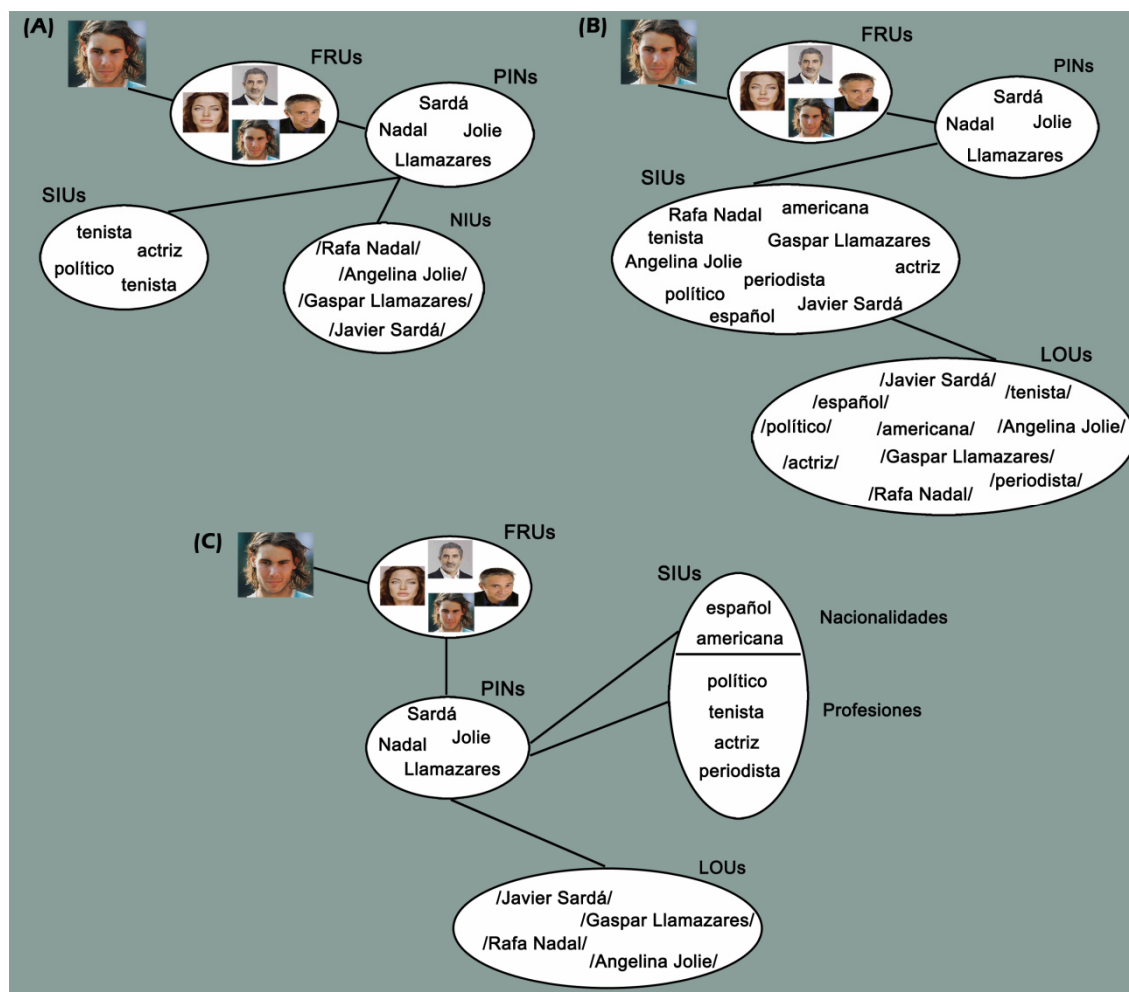 (A)
FRUs
PINs
Sardá
Nadal Jolie
Llamazares
SIUs
tenista
actriz
político
tenista
NIUs
/Rafa Nadal/
/Angelina Jolie/
/Gaspar Llamazares/
/Javier Sardá/
(B)
FRUs
PINs
Sardá
Nadal Jolie
Llamazares
SIUs
Rafa Nadal americana
tenista Gaspar Llamazares
Angelina Jolie actriz
periodista
político
español Javier Sardá
LOUs
/Javier Sardá/ /tenista/
/español/
/político/ /americana/ /Angelina Jolie/
/actriz/ /Gaspar Llamazares/
/Rafa Nadal/ /periodista/
(C)
FRUs
PINs
Sardá
Nadal Jolie
Llamazares
SIUs
español
americana
Nacionalidades
político
tenista
actriz
periodista
Profesiones
LOUs
/Javier Sardá/
/Gaspar Llamazares/
/Rafa Nadal/
/Angelina Jolie/